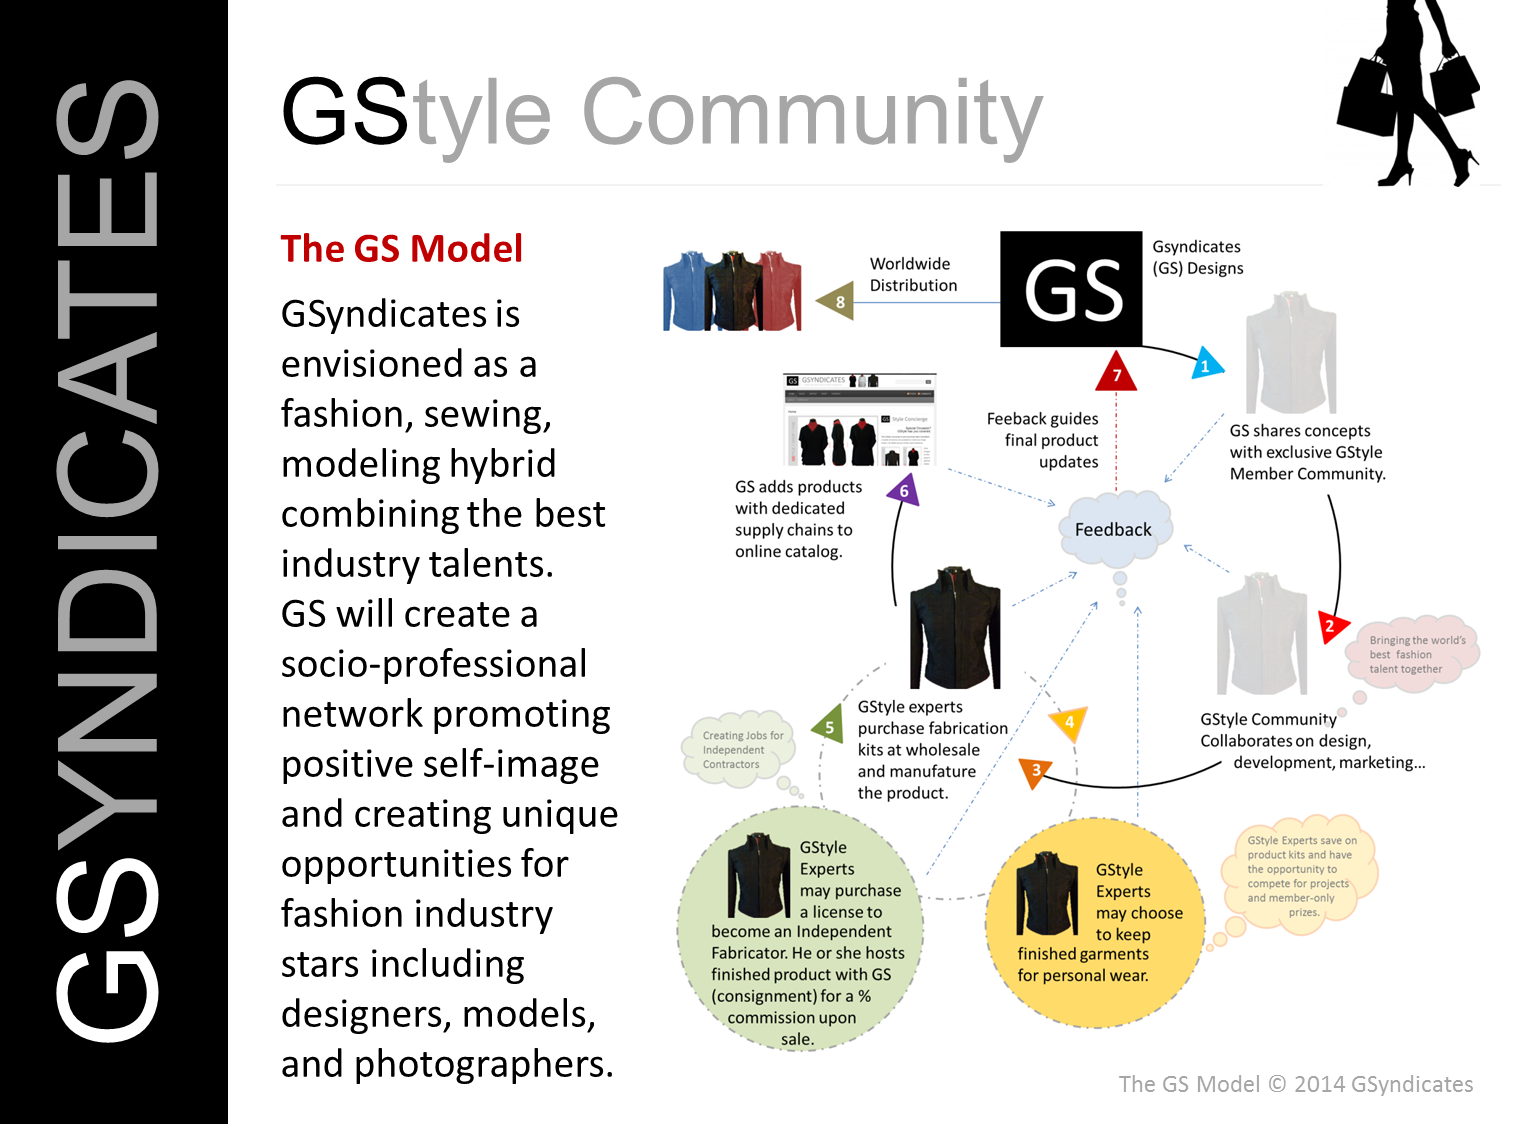 GSYNDICATES
GStyle Community
The GS Model
GSyndicates is
envisioned as a
fashion, sewing,
modeling hybrid
combining the best
industry talents.
GS will create a
socio-professional
network promoting
positive self-image
and creating unique
opportunities for
fashion industry
stars including
designers, models,
and photographers.
GS
Gsyndicates
(GS) Designs
1
GS shares concepts
with exclusive GStyle
Member Community.
2
Bringing the world's
best fashion
talent together
GStyle Community
Collaborates on design,
development, marketing...
3
GStyle experts
purchase fabrication
kits at wholesale
and manufature
the product.
4
GStyle
Experts
may choose
to keep
finished garments
for personal wear.
GStyle Experts save on
product kits and have
the opportunity to
compete for projects
and member-only
prizes.
5
Creating Jobs for
Independent
Contractors
GStyle
Experts
may purchase
a license to
become an Independent
Fabricator. He or she hosts
finished product with GS
(consignment) for a %
commission upon
sale.
6
GS adds products
with dedicated
supply chains to
online catalog.
GS GSYNDICATES
GS Style Concierge
Feedback
7
Feeback guides
final product
updates
8
Worldwide
Distribution
The GS Model © 2014 GSyndicates